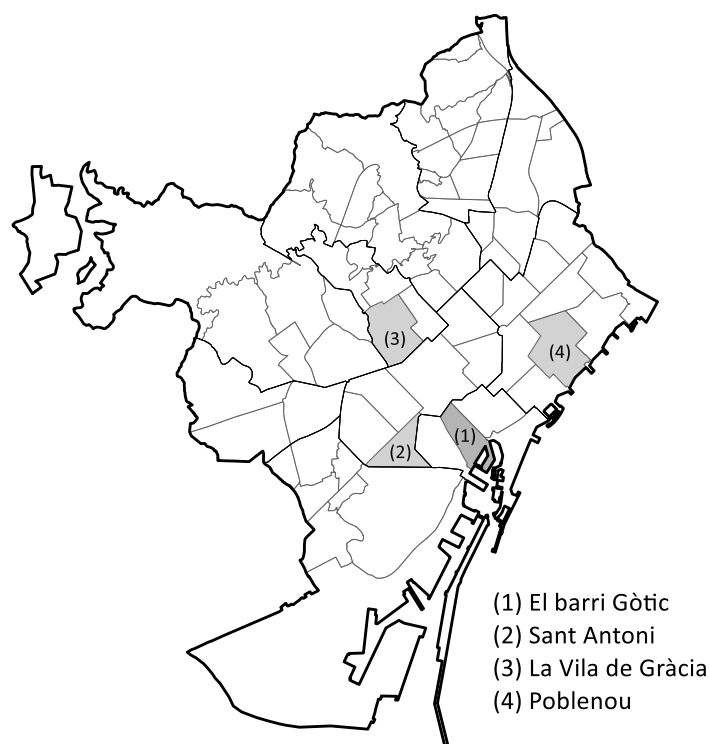 (3)
(4)
(1)
(2)
(1) El barri Gòtic
(2) Sant Antoni
(3) La Vila de Gràcia
(4) Poblenou